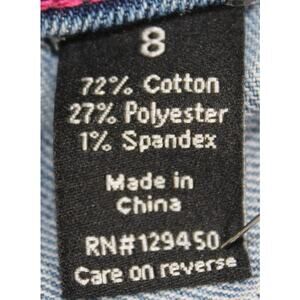 8
72% Cotton
27% Polyester
1% Spandex
Made in
China
RN#129450
Care on reverse